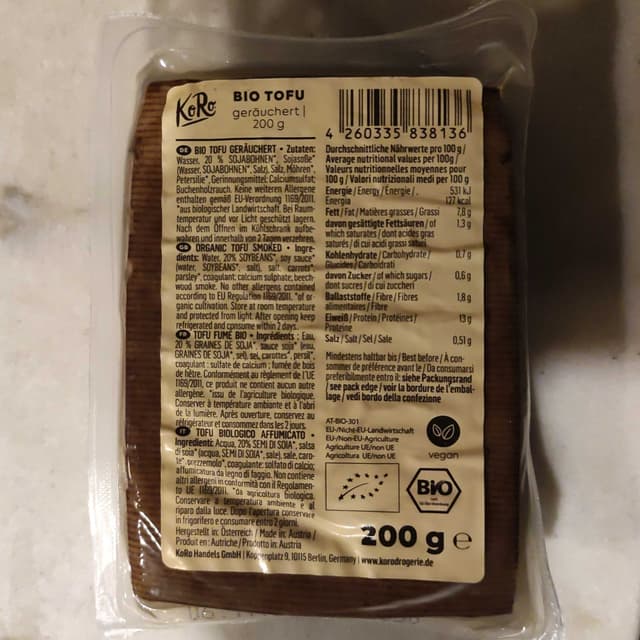 KoRo
BIO TOFU
geräuchert |
200 g
4 260335 838136
DE BIO TOFU GERÄUCHERT • Zutaten:
Wasser, 20 % SOJABOHNEN*, Sojasoße*
(Wasser, SOJABOHNEN*, Salz), Salz, Möhren*,
Petersilie*, Gerinnungsmittel: Calciumsulfat;
Buchenholzrauch. Keine weiteren Allergene
enthalten gemäß EU-Verordnung 1169/2011.
*aus biologischer Landwirtschaft. Bei Raum-
temperatur und vor Licht geschützt lagern.
Nach dem Öffnen im Kühlschrank aufbe-
wahren und innerhalb von 2 Tagen verzehren.
GB ORGANIC TOFU SMOKED • Ingre-
dients: Water, 20% SOYBEANS*, soy sauce*
(water, SOYBEANS*, salt), salt, carrots*,
parsley*, coagulant: calcium sulphate; beech-
wood smoke. No other allergens contained
according to EU Regulation 1169/2011. *of or-
ganic cultivation. Store at room temperature
and protected from light. After opening keep
refrigerated and consume within 2 days.
FR TOFU FUMÉ BIO • Ingrédients : Eau,
20 % GRAINES DE SOJA*, sauce soja* (eau,
GRAINES DE SOJA*, sel), sel, carottes*, persil*,
coagulant : sulfate de calcium ; fumée de bois
de hêtre. Conformément au règlement de l'UE
1169/2011, ce produit ne contient aucun autre
allergène. *issu de l'agriculture biologique.
Conserver à température ambiante et à l'abri
de la lumière. Après ouverture, conservez au
réfrigérateur et consommez dans les 2 jours.
IT TOFU BIOLOGICO AFFUMICATO •
Ingredienti: Acqua, 20% SEMI DI SOIA*, salsa
di soia* (acqua, SEMI DI SOIA*, sale), sale, caro-
te*, prezzemolo*, coagulante: solfato di calcio;
affumicatura da legno di faggio. Non contiene
altri allergeni in conformità con il Regolamen-
to UE 1169/2011. *da agricoltura biologica.
Conservare a temperatura ambiente e al
riparo dalla luce. Dopo l'apertura conservare
in frigorifero e consumare entro 2 giorni.
Hergestellt in: Österreich / Made in: Austria /
Produit en : Autriche / Prodotto in: Austria
KoRo Handels GmbH | Koppenplatz 9, 10115 Berlin, Germany | www.korodrogerie.de
Durchschnittliche Nährwerte pro 100 g /
Average nutritional values per 100g /
Valeurs nutritionnelles moyennes pour
100 g / Valori nutrizionali medi per 100 g
Energie / Energy / Énergie / 531 kJ
Energia 127 kcal
Fett / Fat / Matières grasses / Grassi 7,8 g
davon gesättigte Fettsäuren / of 1,3 g
which saturates / dont acides gras
saturés / di cui acidi grassi saturi
Kohlenhydrate / Carbohydrate / 0,7 g
Glucides / Carboidrati
davon Zucker / of which sugars / 0,6 g
dont sucres / di cui zuccheri
Ballaststoffe / Fibre / Fibres 1,8 g
alimentaires / Fibre
Eiweiß / Protein / Protéines / 13 g
Proteine
Salz / Salt / Sel / Sale 0,51 g
Mindestens haltbar bis / Best before / À con-
sommer de préférence avant le / Da consumarsi
preferibilmente entro il: siehe Packungsrand
/ see pack edge / voir la bordure de l'embal-
lage / vedi bordo della confezione
AT-BIO-301
EU-/Nicht-EU-Landwirtschaft
EU-/Non-EU-Agriculture
Agriculture UE/non UE
Agricoltura UE/non UE
vegan
BIO
200 g e